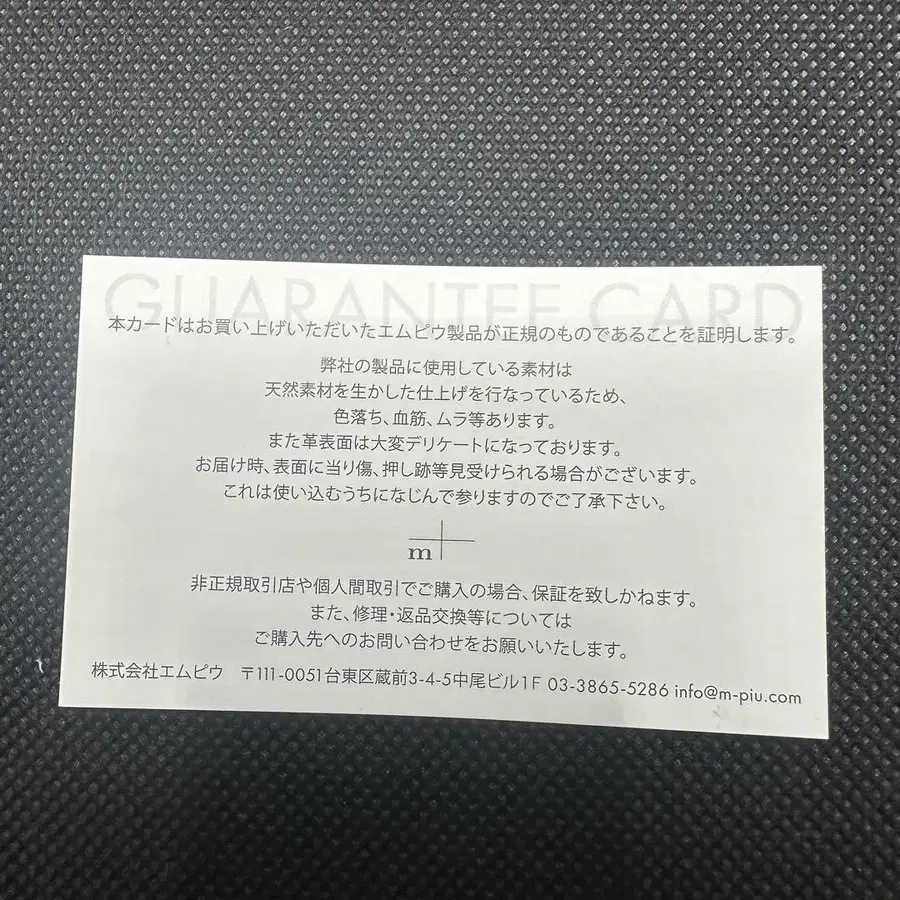 GUARANTEE CARD
本カードはお買い上げいただいたエムピウ製品が正規のものであることを証明します。
弊社の製品に使用している素材は
天然素材を生かした仕上げを行なっているため、
色落ち、血筋、ムラ等あります。
また革表面は大変デリケートになっております。
お届け時、表面に当り傷、押し跡等見受けられる場合がございます。
これは使い込むうちになじんで参りますのでご了承下さい。
m+
非正規取引店や個人間取引でご購入の場合、保証を致しかねます。
また、修理・返品交換等については
ご購入先へのお問い合わせをお願いいたします。
株式会社エムピウ 〒111-0051台東区蔵前3-4-5中尾ビル1F 03-3865-5286 info@m-piu.com